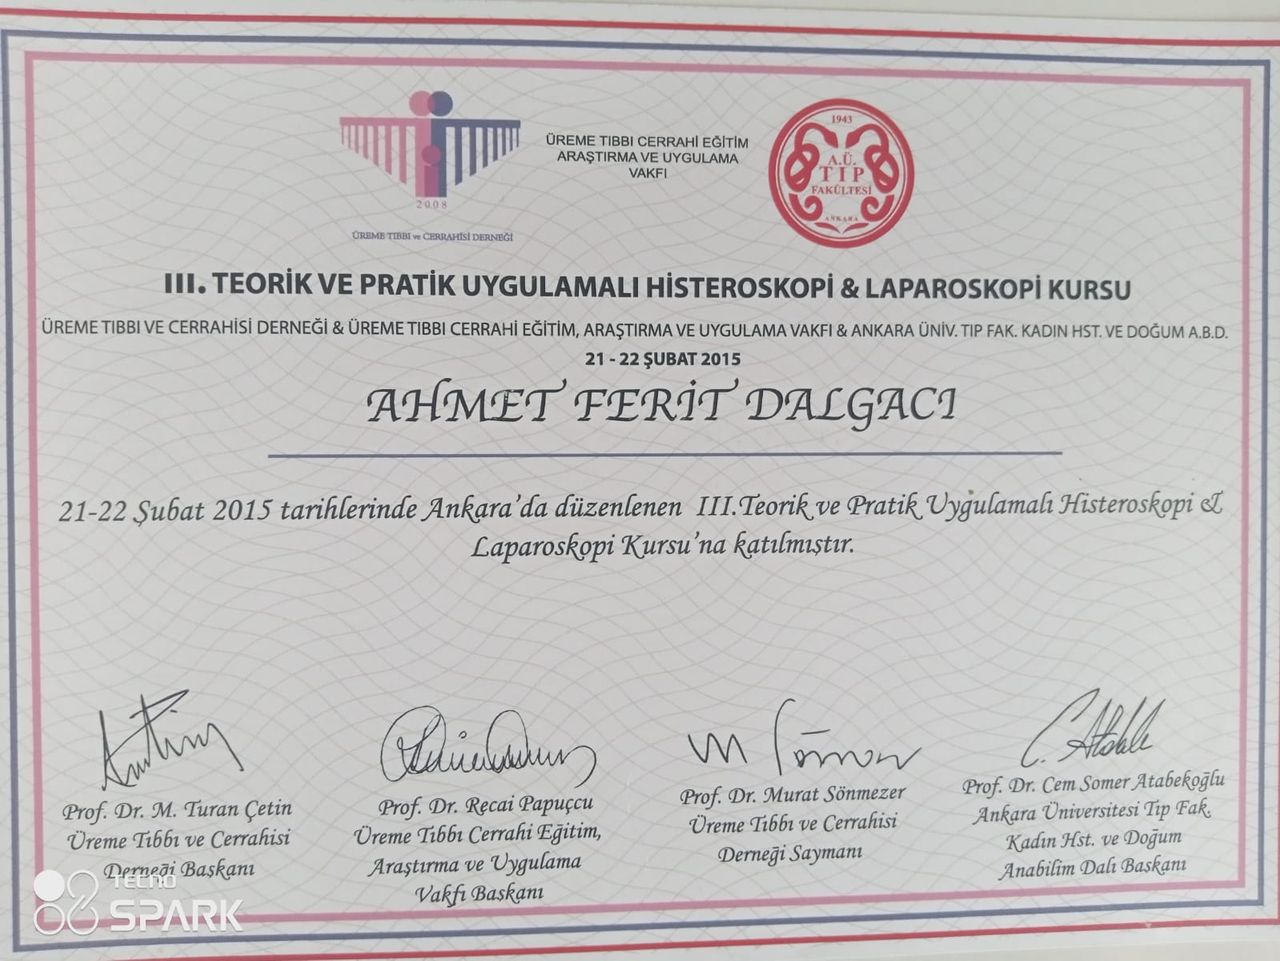 2008
ÜREME TIBBI ve CERRAHİSİ DERNEĞİ
ÜREME TIBBI CERRAHİ EĞİTİM
ARAŞTIRMA VE UYGULAMA
VAKFI
1943
A.Ü.
TIP
FAKÜLTESİ
ANKARA
III. TEORİK VE PRATİK UYGULAMALI HİSTEROSKOPİ & LAPAROSKOPİ KURSU
ÜREME TIBBI VE CERRAHİSİ DERNEĞİ & ÜREME TIBBI CERRAHİ EĞİTİM, ARAŞTIRMA VE UYGULAMA VAKFI & ANKARA ÜNİV. TIP FAK. KADIN HST. VE DOĞUM A.B.D.
21 - 22 ŞUBAT 2015
AHMET FERİT DALGACI
21-22 Şubat 2015 tarihlerinde Ankara'da düzenlenen III.Teorik ve Pratik Uygulamalı Histeroskopi &
Laparoskopi Kursu'na katılmıştır.
Prof. Dr. M. Turan Çetin
Üreme Tıbbı ve Cerrahisi
Derneği Başkanı
Prof. Dr. Recai Papuçcu
Üreme Tıbbı Cerrahi Eğitim,
Araştırma ve Uygulama
Vakfı Başkanı
Prof. Dr. Murat Sönmezer
Üreme Tıbbı ve Cerrahisi
Derneği Saymanı
Prof. Dr. Cem Somer Atabekoğlu
Ankara Üniversitesi Tıp Fak.
Kadın Hst. ve Doğum
Anabilim Dalı Başkanı
TECNO
SPARK